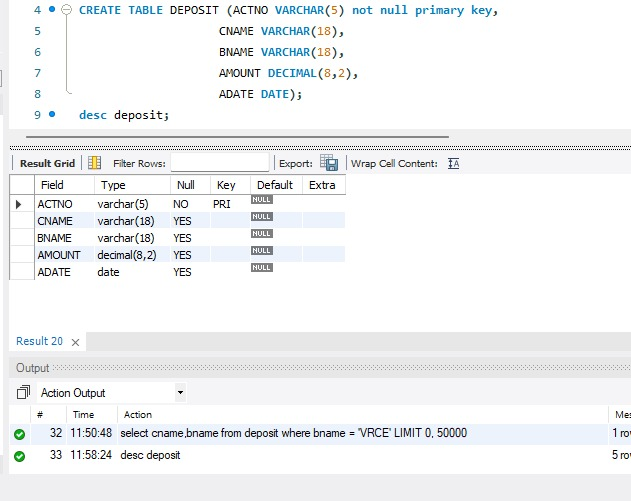 4 CREATE TABLE DEPOSIT (ACTNO VARCHAR(5) not null primary key,
5 CNAME VARCHAR(18),
6 BNAME VARCHAR(18),
7 AMOUNT DECIMAL(8,2),
8 ADATE DATE);
9 desc deposit;
Result Grid Filter Rows: Export: Wrap Cell Content: IA
Field Type Null Key Default Extra
ACTNO varchar(5) NO PRI NULL
CNAME varchar(18) YES NULL
BNAME varchar(18) YES NULL
AMOUNT decimal(8,2) YES NULL
ADATE date YES NULL
Result 20 ×
Output
Action Output
# Time Action Mes
32 11:50:48 select cname,bname from deposit where bname = 'VRCE' LIMIT 0, 50000 1 row
33 11:58:24 desc deposit 5 row